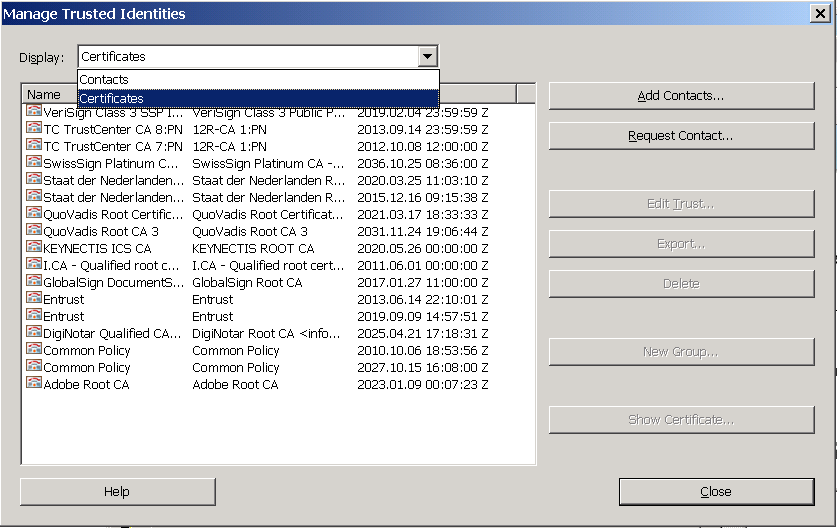 Manage Trusted Identities
Display: Certificates
Contacts
Certificates
Name
Add Contacts...
Request Contact...
Edit Trust...
Export...
Delete
New Group...
Show Certificate...
VeriSign Class 3 SSP I... VeriSign Class 3 Public P... 2019.02.04 23:59:59 Z
TC TrustCenter CA 8:PN 12R-CA 1:PN 2013.09.14 23:59:59 Z
TC TrustCenter CA 7:PN 12R-CA 1:PN 2012.10.08 12:00:00 Z
SwissSign Platinum C... SwissSign Platinum CA -... 2036.10.25 08:36:00 Z
Staat der Nederlanden... Staat der Nederlanden R... 2020.03.25 11:03:10 Z
Staat der Nederlanden... Staat der Nederlanden R... 2015.12.16 09:15:38 Z
QuoVadis Root Certific... QuoVadis Root Certificat... 2021.03.17 18:33:33 Z
QuoVadis Root CA 3 QuoVadis Root CA 3 2031.11.24 19:06:44 Z
KEYNECTIS ICS CA KEYNECTIS ROOT CA 2020.05.26 00:00:00 Z
I.CA - Qualified root c... I.CA - Qualified root cert... 2011.06.01 00:00:00 Z
GlobalSign DocumentS... GlobalSign Root CA 2017.01.27 11:00:00 Z
Entrust Entrust 2013.06.14 22:10:01 Z
Entrust Entrust 2019.09.09 14:57:51 Z
DigiNotar Qualified CA... DigiNotar Root CA <info... 2025.04.21 17:18:31 Z
Common Policy Common Policy 2010.10.06 18:53:56 Z
Common Policy Common Policy 2027.10.15 16:08:00 Z
Adobe Root CA Adobe Root CA 2023.01.09 00:07:23 Z
Help
Close